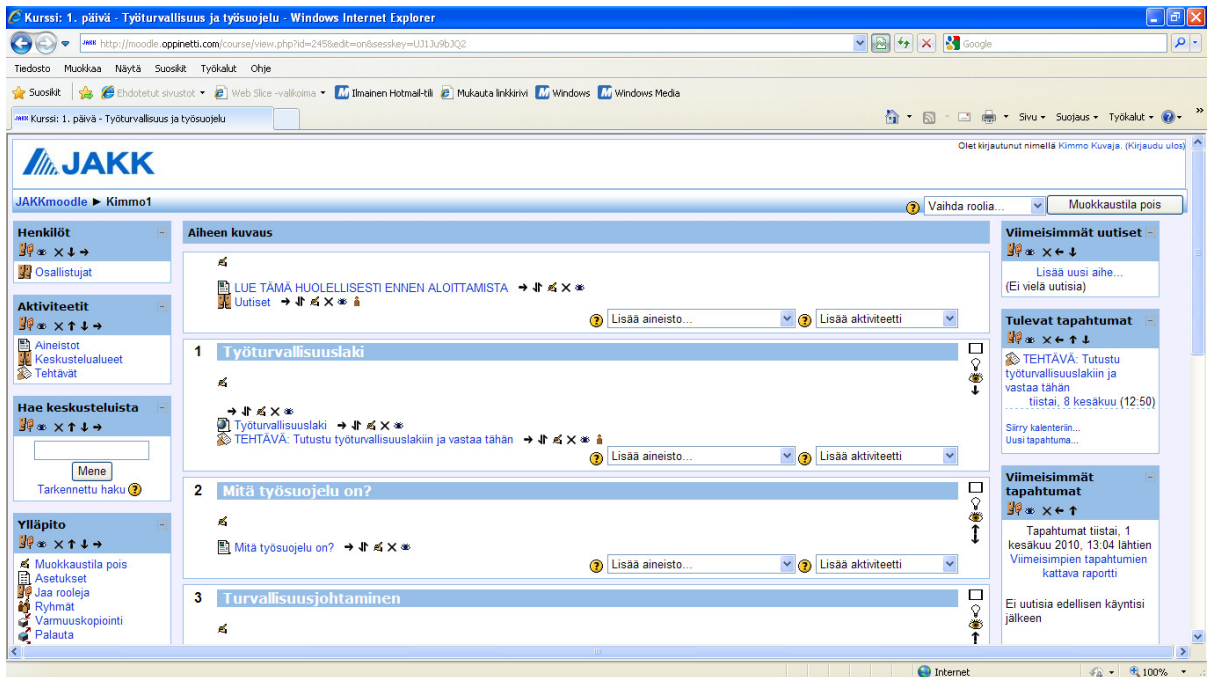 Kurssi: 1. päivä - Työturvallisuus ja työsuojelu - Windows Internet Explorer
http://moodle.oppinetti.com/course/view.php?id=245&edit=on&sesskey=UJ1Ju9bJQ2
Google
Tiedosto Muokkaa Näytä Suosikit Työkalut Ohje
Suosikit Ehdotetut sivustot Web Slice -valikoima Ilmainen Hotmail-tili Mukauta linkkirivi Windows Windows Media
Kurssi: 1. päivä - Työturvallisuus ja työsuojelu
Sivu Suojaus Työkalut
JAKK
Olet kirjautunut nimellä Kimmo Kuvaja. (Kirjaudu ulos)
JAKKmoodle ► Kimmo1
Vaihda roolia...
Muokkaustila pois
Henkilöt
Osallistujat
Aktiviteetit
Aineistot
Keskustelualueet
Tehtävät
Hae keskusteluista
Mene
Tarkennettu haku
Ylläpito
Muokkaustila pois
Asetukset
Jaa rooleja
Ryhmät
Varmuuskopiointi
Palauta
Aiheen kuvaus
LUE TÄMÄ HUOLELLISESTI ENNEN ALOITTAMISTA
Uutiset
Lisää aineisto... Lisää aktiviteetti
1 Työturvallisuuslaki
Työturvallisuuslaki
TEHTÄVÄ: Tutustu työturvallisuuslakiin ja vastaa tähän
Lisää aineisto... Lisää aktiviteetti
2 Mitä työsuojelu on?
Mitä työsuojelu on?
Lisää aineisto... Lisää aktiviteetti
3 Turvallisuusjohtaminen
Viimeisimmät uutiset
Lisää uusi aihe...
(Ei vielä uutisia)
Tulevat tapahtumat
TEHTÄVÄ: Tutustu
työturvallisuuslakiin ja
vastaa tähän
tiistai, 8 kesäkuu (12:50)
Siirry kalenteriin...
Uusi tapahtuma...
Viimeisimmät
tapahtumat
Tapahtumat tiistai, 1
kesäkuu 2010, 13:04 lähtien
Viimeisimpien tapahtumien
kattava raportti
Ei uutisia edellisen käyntisi
jälkeen
Internet
100%